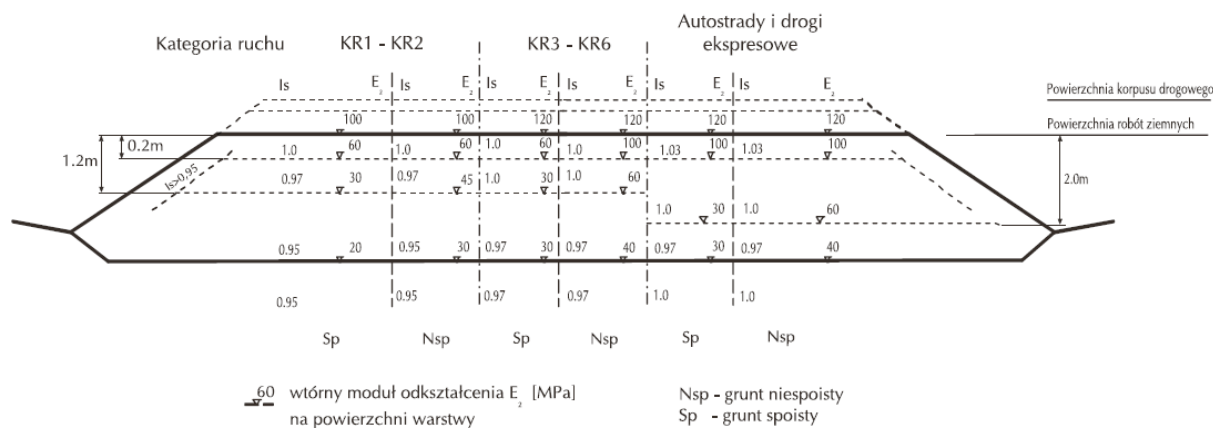 Autostrady i drogi
ekspresowe
Kategoria ruchu KR1 - KR2 KR3 - KR6
Is E₂ Is E₂ Is E₂ Is E₂ Is E₂ Is E₂
Powierzchnia korpusu drogowego
100 100 120 120 120 120
Powierzchnia robót ziemnych
0.2m
1.0 60 1.0 60 1.0 60 1.0 100 1.03 100 1.03 100
1.2m
Is>0,95
0.97 30 0.97 45 1.0 30 1.0 60
2.0m
1.0 30 1.0 60
0.95 20 0.95 30 0.97 30 0.97 40 0.97 30 0.97 40
0.95 0.95 0.97 0.97 1.0 1.0
Sp Nsp Sp Nsp Sp Nsp
60 wtórny moduł odkształcenia E₂ [MPa]
na powierzchni warstwy
Nsp - grunt niespoisty
Sp - grunt spoisty